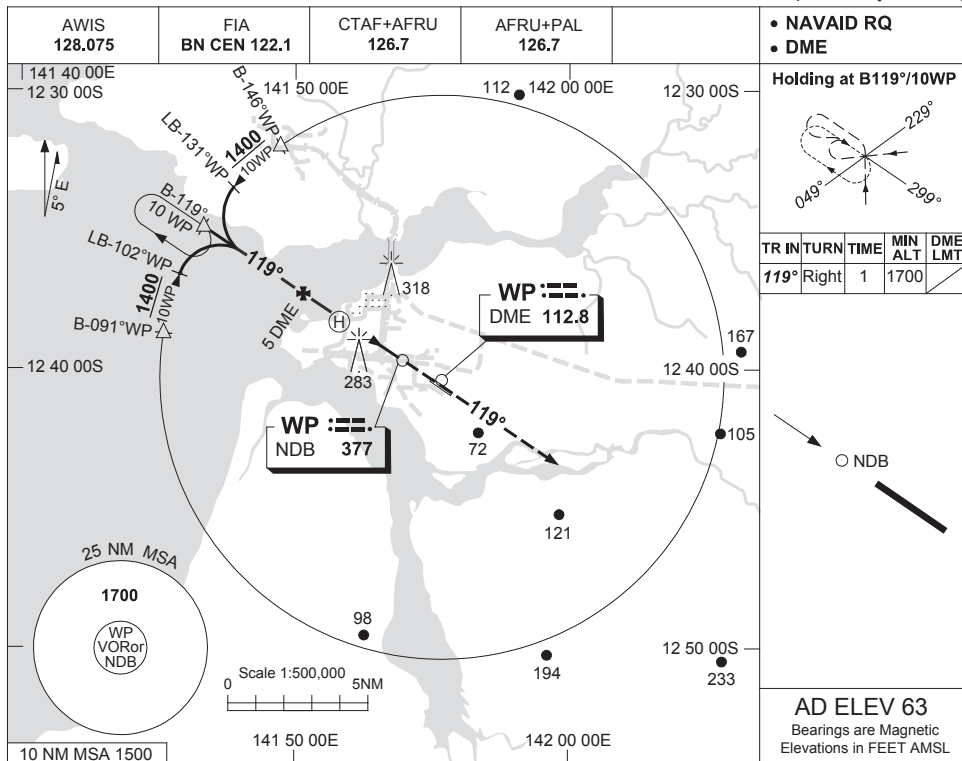 AWIS
128.075
FIA
BN CEN 122.1
CTAF+AFRU
126.7
AFRU+PAL
126.7
• NAVAID RQ
• DME
141 40 00E
12 30 00S
141 50 00E
112
142 00 00E
12 30 00S
B-146°WP
LB-131°WP
1400
10WP
5° E
B-119°
10 WP
LB-102°WP
1400
10WP
B-091°WP
119°
5 DME
H
318
WP
DME 112.8
167
12 40 00S
12 40 00S
283
119°
105
WP
NDB 377
72
121
25 NM MSA
1700
WP
VORor
NDB
98
194
12 50 00S
233
Scale 1:500,000
0 5NM
10 NM MSA 1500
141 50 00E
142 00 00E
Holding at B119°/10WP
229°
049°
299°
TR IN TURN TIME MIN ALT DME LMT
119° Right 1 1700
NDB
AD ELEV 63
Bearings are Magnetic
Elevations in FEET AMSL